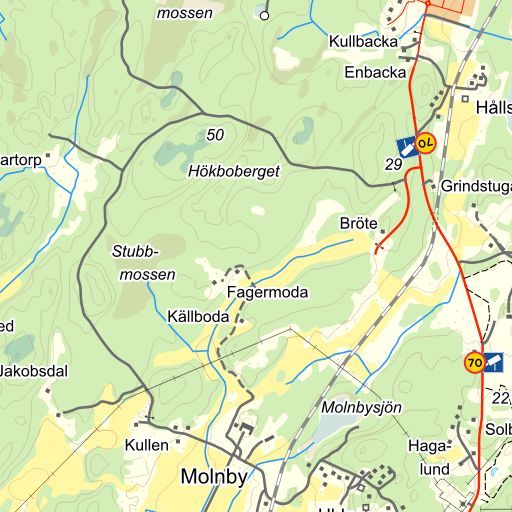 mossen
Kullbacka
Enbacka
Hålls
70
50
29
artorp
Hökboberget
Grindstuga
Bröte
Stubb-
mossen
Fagermoda
Källboda
ed
Jakobsdal
70
22
Molnbysjön
Solb
Kullen
Haga-
lund
Molnby